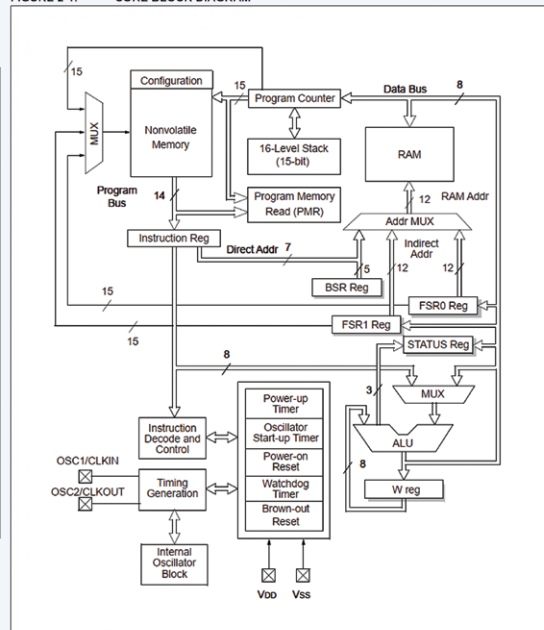 15
15
Data Bus
8
Configuration
Program Counter
MUX
Nonvolatile
Memory
16-Level Stack
(15-bit)
RAM
Program
Bus
14
Program Memory
Read (PMR)
12
RAM Addr
Addr MUX
Instruction Reg
Direct Addr
7
Indirect
Addr
5
12
12
BSR Reg
15
FSR0 Reg
FSR1 Reg
15
STATUS Reg
8
3
MUX
Power-up
Timer
Instruction
Decode and
Control
Oscillator
Start-up Timer
ALU
OSC1/CLKIN
Power-on
Reset
8
Timing
Generation
Watchdog
Timer
W reg
OSC2/CLKOUT
Brown-out
Reset
Internal
Oscillator
Block
VDD
VSS